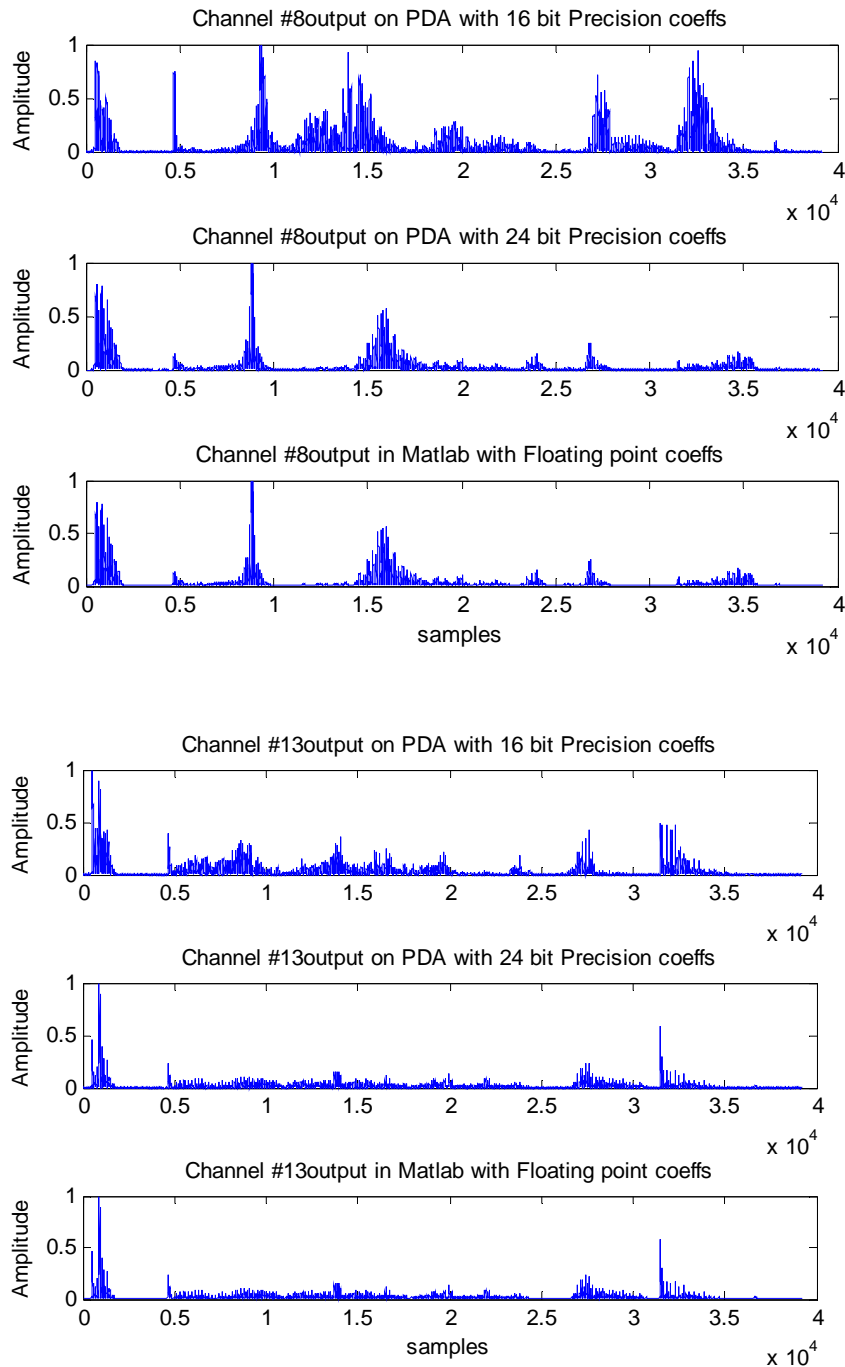 Channel #8output on PDA with 16 bit Precision coeffs
1
0.5
0
Amplitude
0 0.5 1 1.5 2 2.5 3 3.5 4
x 10^4
Channel #8output on PDA with 24 bit Precision coeffs
1
0.5
0
Amplitude
0 0.5 1 1.5 2 2.5 3 3.5 4
x 10^4
Channel #8output in Matlab with Floating point coeffs
1
0.5
0
Amplitude
0 0.5 1 1.5 2 2.5 3 3.5 4
samples
x 10^4
Channel #13output on PDA with 16 bit Precision coeffs
1
0.5
0
Amplitude
0 0.5 1 1.5 2 2.5 3 3.5 4
x 10^4
Channel #13output on PDA with 24 bit Precision coeffs
1
0.5
0
Amplitude
0 0.5 1 1.5 2 2.5 3 3.5 4
x 10^4
Channel #13output in Matlab with Floating point coeffs
1
0.5
0
Amplitude
0 0.5 1 1.5 2 2.5 3 3.5 4
samples
x 10^4